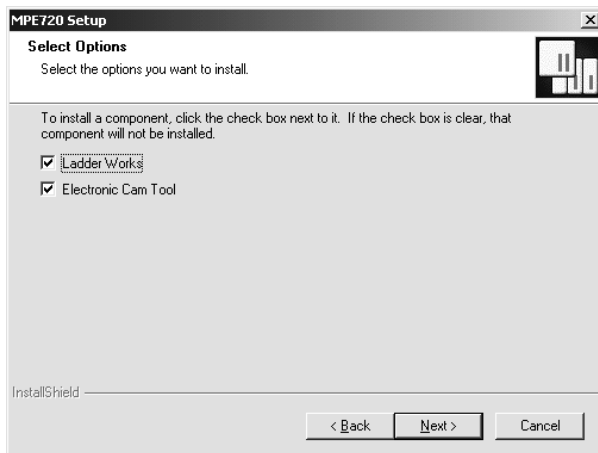 MPE720 Setup
Select Options
Select the options you want to install.
To install a component, click the check box next to it. If the check box is clear, that
component will not be installed.
Ladder Works
Electronic Cam Tool
InstallShield
< Back
Next >
Cancel